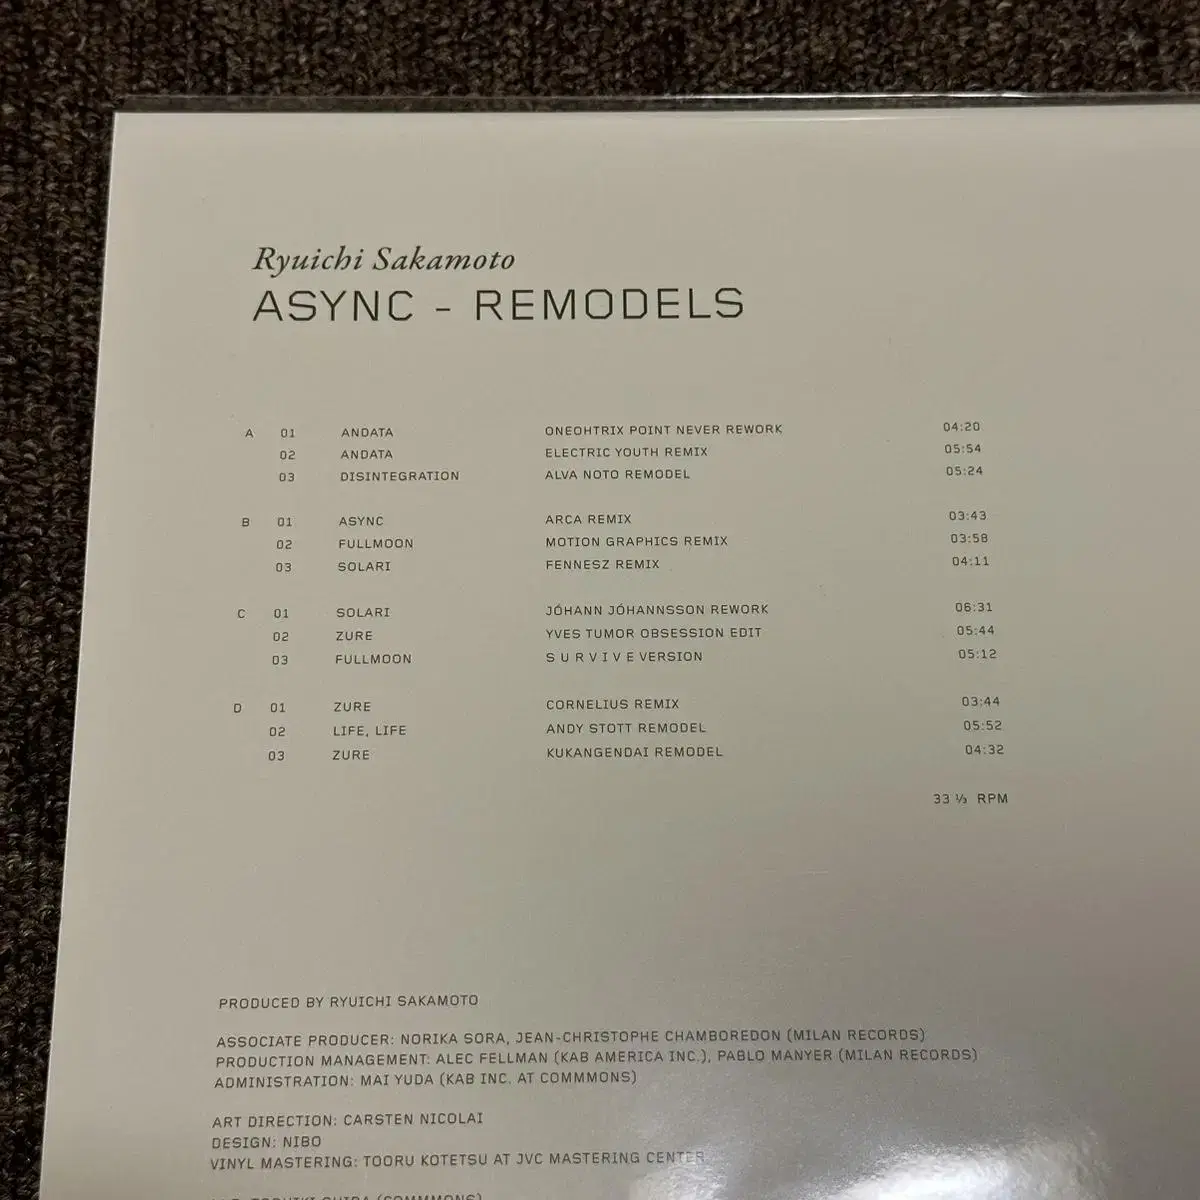 Ryuichi Sakamoto
ASYNC - REMODELS
A 01 ANDATA ONEOHTRIX POINT NEVER REWORK 04:20
02 ANDATA ELECTRIC YOUTH REMIX 05:54
03 DISINTEGRATION ALVA NOTO REMODEL 05:24
B 01 ASYNC ARCA REMIX 03:43
02 FULLMOON MOTION GRAPHICS REMIX 03:58
03 SOLARI FENNESZ REMIX 04:11
C 01 SOLARI JÓHANN JÓHANNSSON REWORK 06:31
02 ZURE YVES TUMOR OBSESSION EDIT 05:44
03 FULLMOON S U R V I V E VERSION 05:12
D 01 ZURE CORNELIUS REMIX 03:44
02 LIFE, LIFE ANDY STOTT REMODEL 05:52
03 ZURE KUKANGENDAI REMODEL 04:32
33 ⅓ RPM
PRODUCED BY RYUICHI SAKAMOTO
ASSOCIATE PRODUCER: NORIKA SORA, JEAN-CHRISTOPHE CHAMBOREDON (MILAN RECORDS)
PRODUCTION MANAGEMENT: ALEC FELLMAN (KAB AMERICA INC.), PABLO MANYER (MILAN RECORDS)
ADMINISTRATION: MAI YUDA (KAB INC. AT COMMMONS)
ART DIRECTION: CARSTEN NICOLAI
DESIGN: NIBO
VINYL MASTERING: TOORU KOTETSU AT JVC MASTERING CENTER
(COMMMONS)